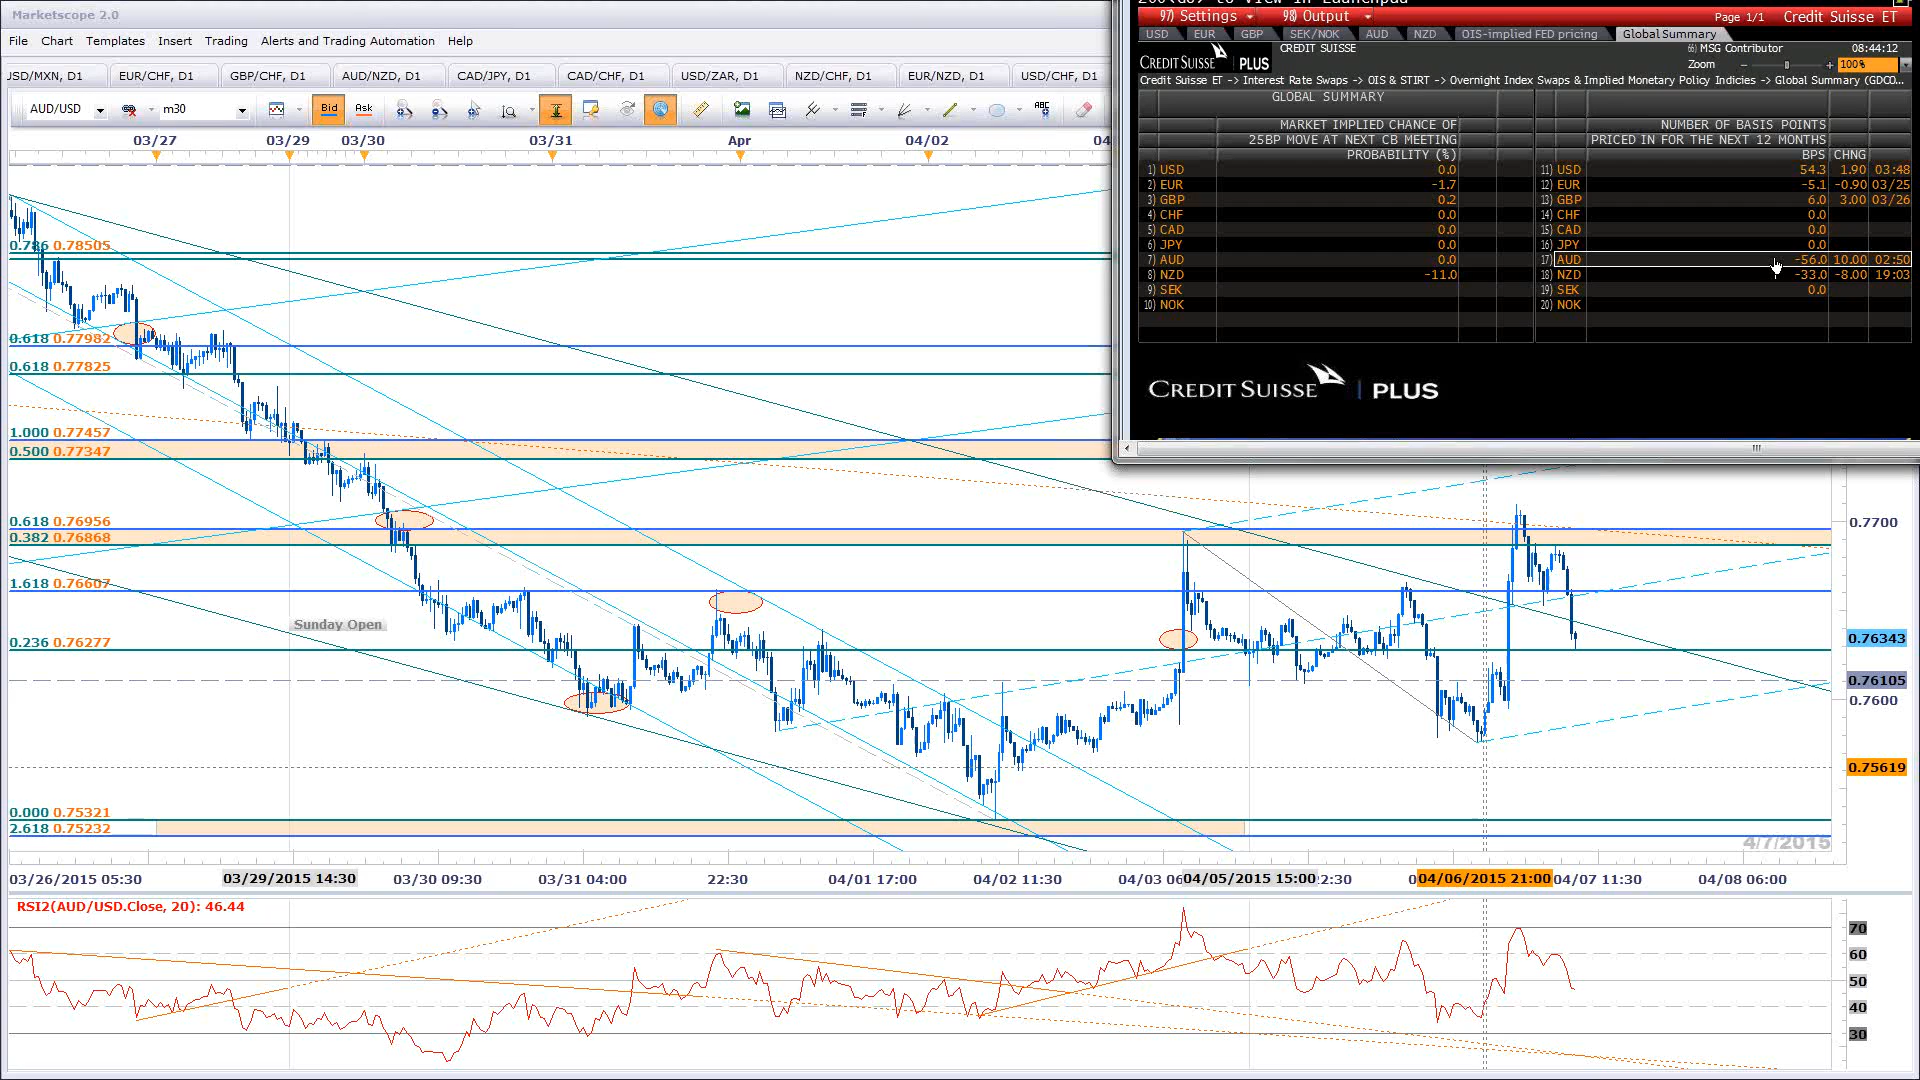 Marketscope 2.0
File Chart Templates Insert Trading Alerts and Trading Automation Help
JSD/MXN, D1 EUR/CHF, D1 GBP/CHF, D1 AUD/NZD, D1 CAD/JPY, D1 CAD/CHF, D1 USD/ZAR, D1 NZD/CHF, D1 EUR/NZD, D1 USD/CHF, D1
AUD/USD m30 Bid Ask ABC
03/27 03/29 03/30 03/31 Apr 04/02 04
0.786 0.78505
0.618 0.77982
0.618 0.77825
1.000 0.77457
0.500 0.77347
0.618 0.76956
0.382 0.76868
1.618 0.76607
Sunday Open
0.236 0.76277
0.000 0.75321
2.618 0.75232
0.7700
0.76343
0.76105
0.7600
0.75619
4/7/2015
03/26/2015 05:30 03/29/2015 14:30 03/30 09:30 03/31 04:00 22:30 04/01 17:00 04/02 11:30 04/03 0 04/05/2015 15:00 2:30 04/06/2015 21:00 04/07 11:30 04/08 06:00
RSI2(AUD/USD.Close, 20): 46.44
70
60
50
40
30
to View in Launchpad
97) Settings 98) Output Page 1/1 Credit Suisse ET
USD EUR GBP SEK/NOK AUD NZD OIS-implied FED pricing Global Summary
CREDIT SUISSE PLUS CREDIT SUISSE MSG Contributor 08:44:12
Zoom - + 100%
Credit Suisse ET -> Interest Rate Swaps -> OIS & STIRT -> Overnight Index Swaps & Implied Monetary Policy Indicies -> Global Summary (GDCO...
GLOBAL SUMMARY
MARKET IMPLIED CHANCE OF NUMBER OF BASIS POINTS
25BP MOVE AT NEXT CB MEETING PRICED IN FOR THE NEXT 12 MONTHS
PROBABILITY (%) BPS CHNG
1) USD 0.0 11) USD 54.3 1.90 03:48
2) EUR -1.7 12) EUR -5.1 -0.90 03/25
3) GBP 0.2 13) GBP 6.0 3.00 03/26
4) CHF 0.0 14) CHF 0.0
5) CAD 0.0 15) CAD 0.0
6) JPY 0.0 16) JPY 0.0
7) AUD 0.0 17) AUD -56.0 10.00 02:50
8) NZD -11.0 18) NZD -33.0 -8.00 19:03
9) SEK 19) SEK 0.0
10) NOK 20) NOK
CREDIT SUISSE | PLUS